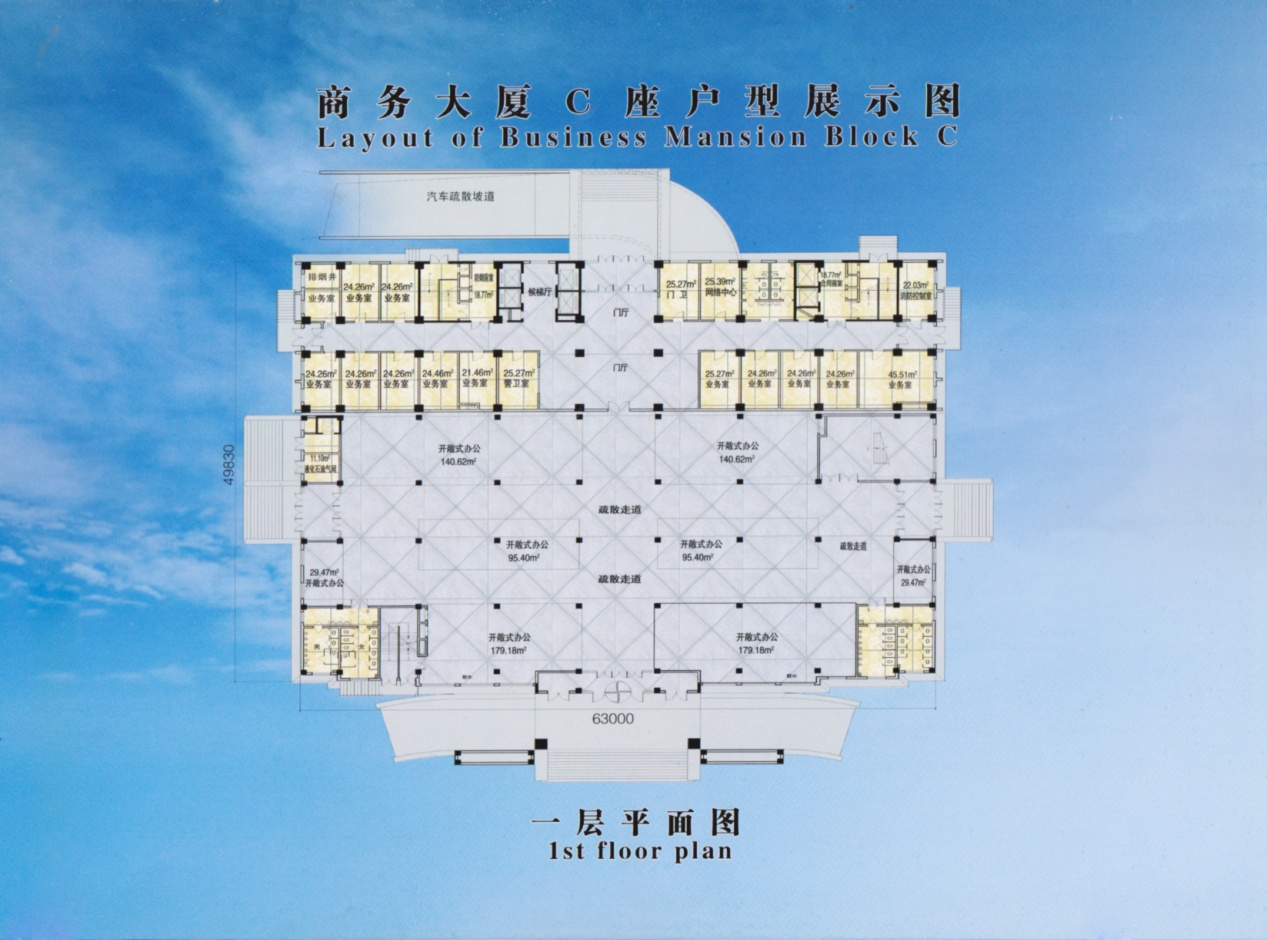 商务大厦C座户型展示图
Layout of Business Mansion Block C
汽车疏散坡道
排烟井
业务室
24.26m²
业务室
24.26m²
业务室
18.77m²
候梯厅
门厅
25.27m²
门 卫
25.39m²
网络中心
18.77m²
22.03m²
消防控制室
门厅
24.26m²
业务室
24.26m²
业务室
24.26m²
业务室
24.46m²
业务室
21.46m²
业务室
25.27m²
警卫室
25.27m²
业务室
24.26m²
业务室
24.26m²
业务室
24.26m²
业务室
45.51m²
业务室
11.10m²
液化石油气间
开敞式办公
140.62m²
开敞式办公
140.62m²
49830
疏散走道
开敞式办公
95.40m²
开敞式办公
95.40m²
疏散走道
疏散走道
29.47m²
开敞式办公
开敞式办公
29.47m²
男
女
开敞式办公
179.18m²
开敞式办公
179.18m²
63000
一层平面图
1st floor plan